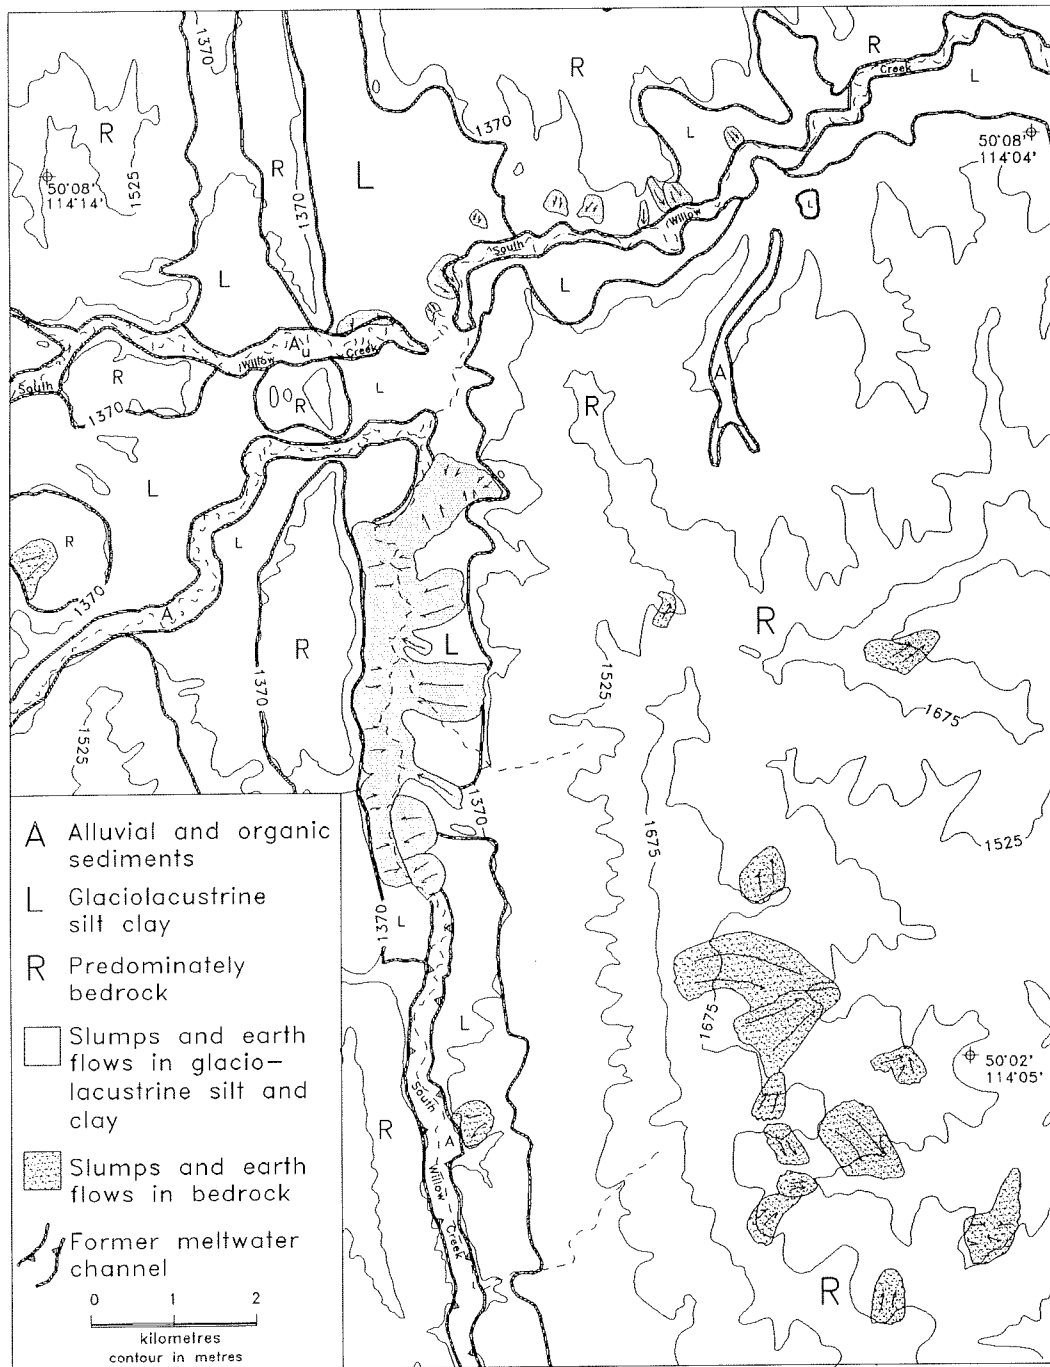 1370
R
R
Creek
L
R
1525
50°08'
114°14'
R
1370
L
1370
L
50°08'
114°04'
L
Willow
South
L
L
A
u
Willow
Creek
South
R
1370
R
L
A
R
L
L
R
1370
A
R
1370
L
R
1525
1675
1525
1525
1370
1675
1370
L
1675
L
50°02'
114°05'
South
A
R
Willow
Creek
R
A Alluvial and organic
sediments
L Glaciolacustrine
silt clay
R Predominately
bedrock
Slumps and earth
flows in glacio-
lacustrine silt and
clay
Slumps and earth
flows in bedrock
Former meltwater
channel
0 1 2
kilometres
contour in metres